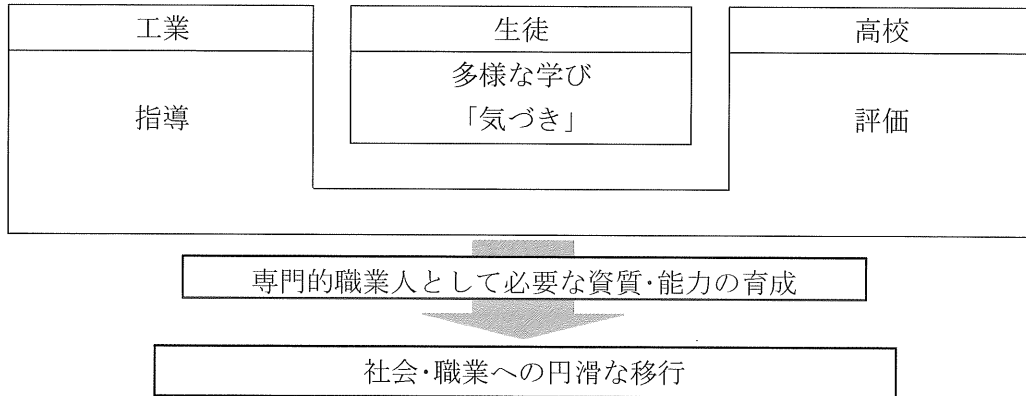 工業
生徒
高校
指導
多様な学び
「気づき」
評価
専門的職業人として必要な資質・能力の育成
社会・職業への円滑な移行